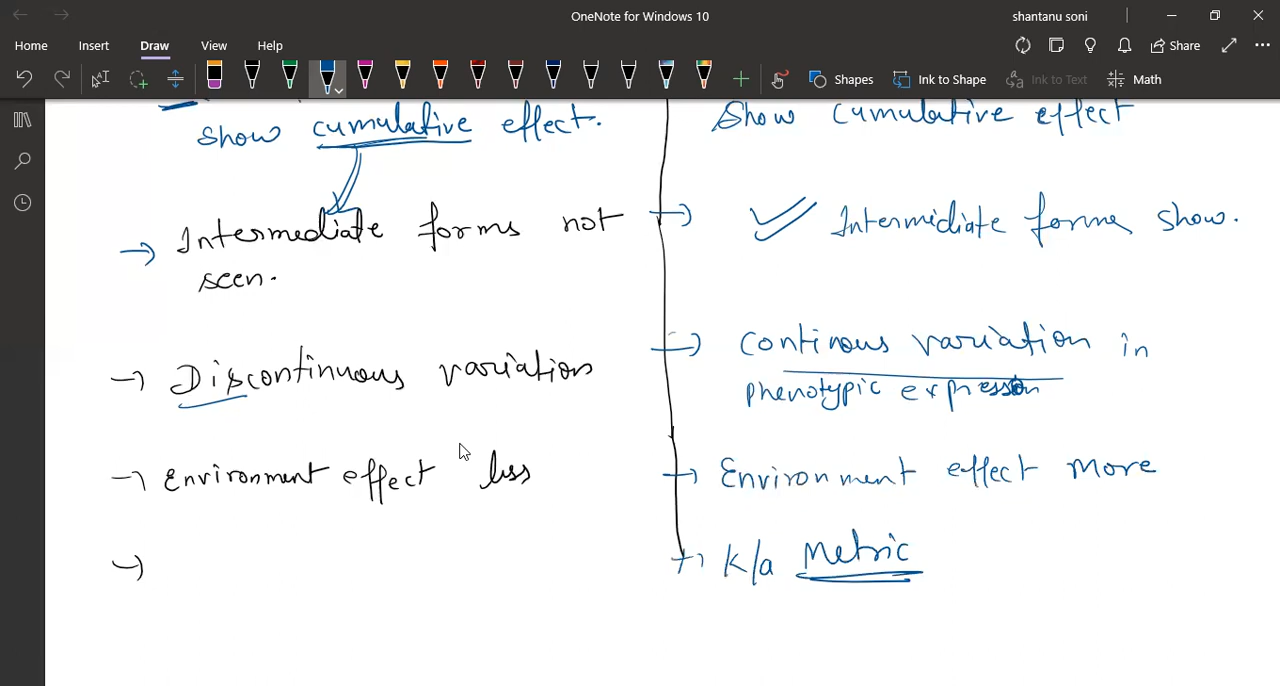 OneNote for Windows 10
shantanu soni
Home Insert Draw View Help
Share
Shapes
Ink to Shape
Ink to Text
Math
show cumulative effect.
Show cumulative effect
→ Intermediate forms not
seen.
→ Intermidiate forms show.
→ Discontinuous variation
→ Continous variation in
phenotypic expression
→ Environment effect less
→ Environment effect More
→
→ K/a Metric